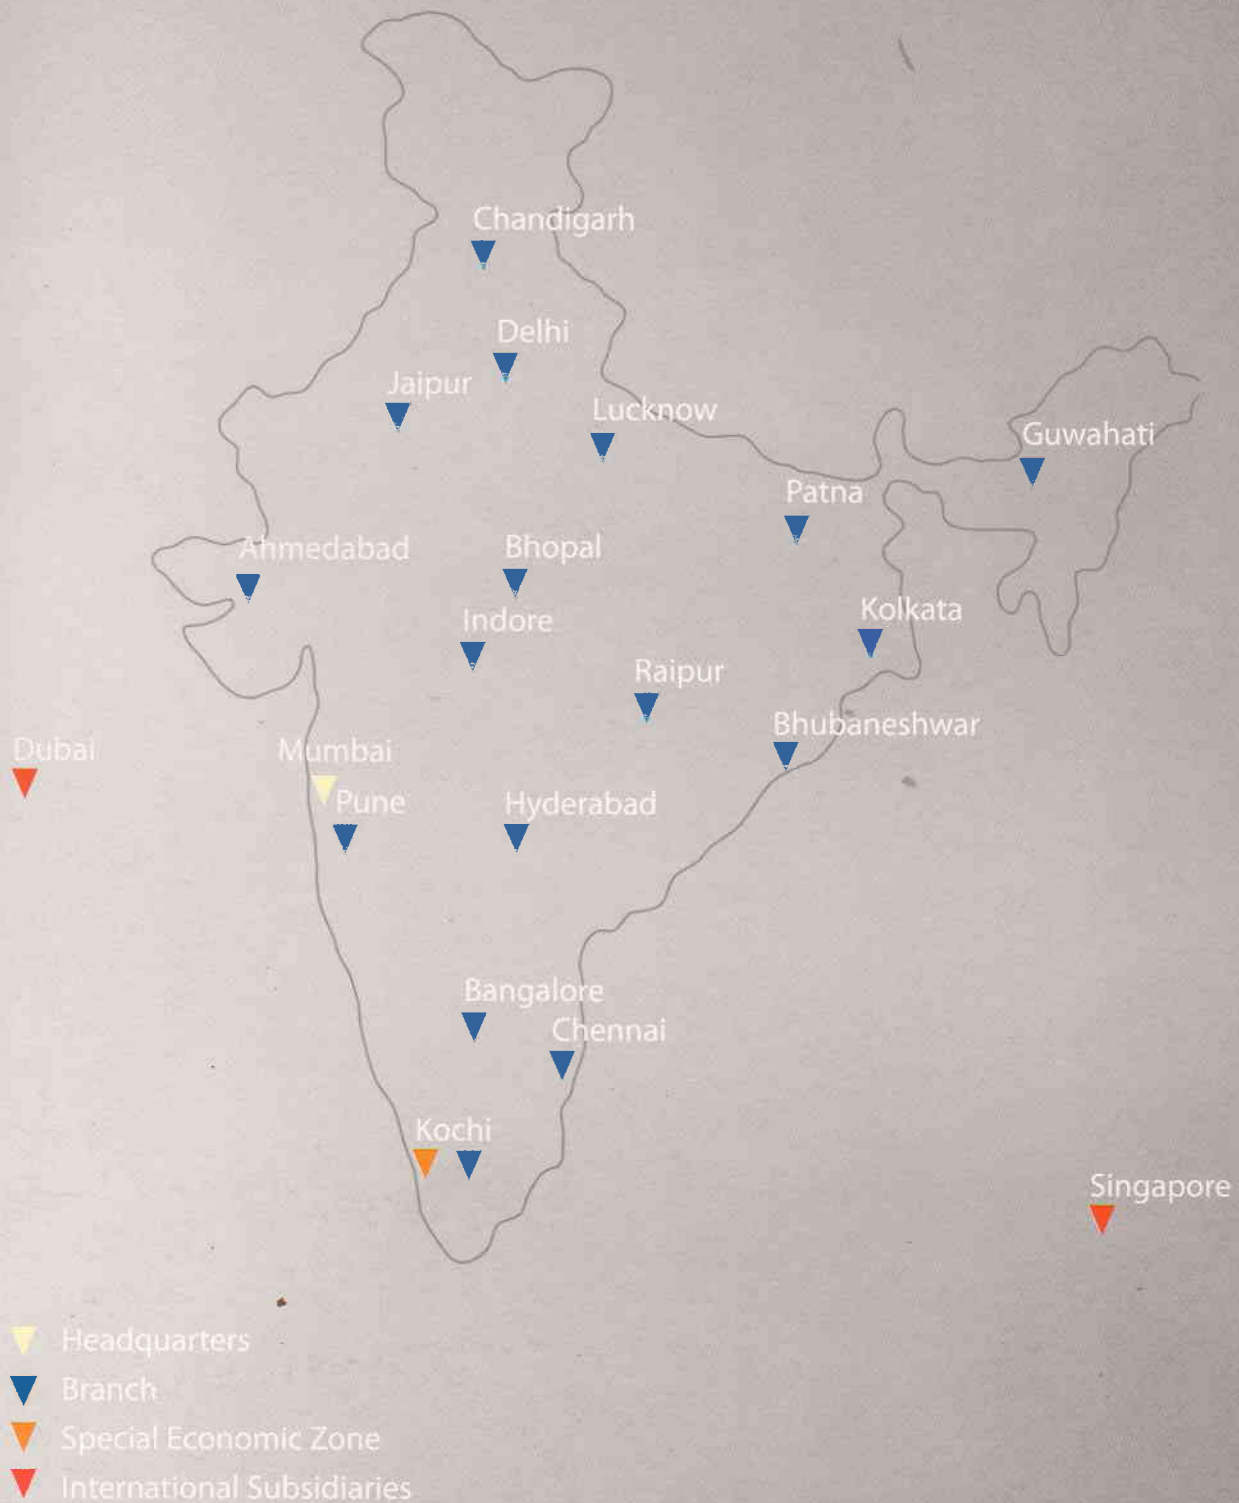 Chandigarh
Delhi
Jaipur
Lucknow
Guwahati
Patna
Ahmedabad
Bhopal
Kolkata
Indore
Raipur
Bhubaneshwar
Dubai
Mumbai
Pune
Hyderabad
Bangalore
Chennai
Kochi
Singapore
Headquarters
Branch
Special Economic Zone
International Subsidiaries